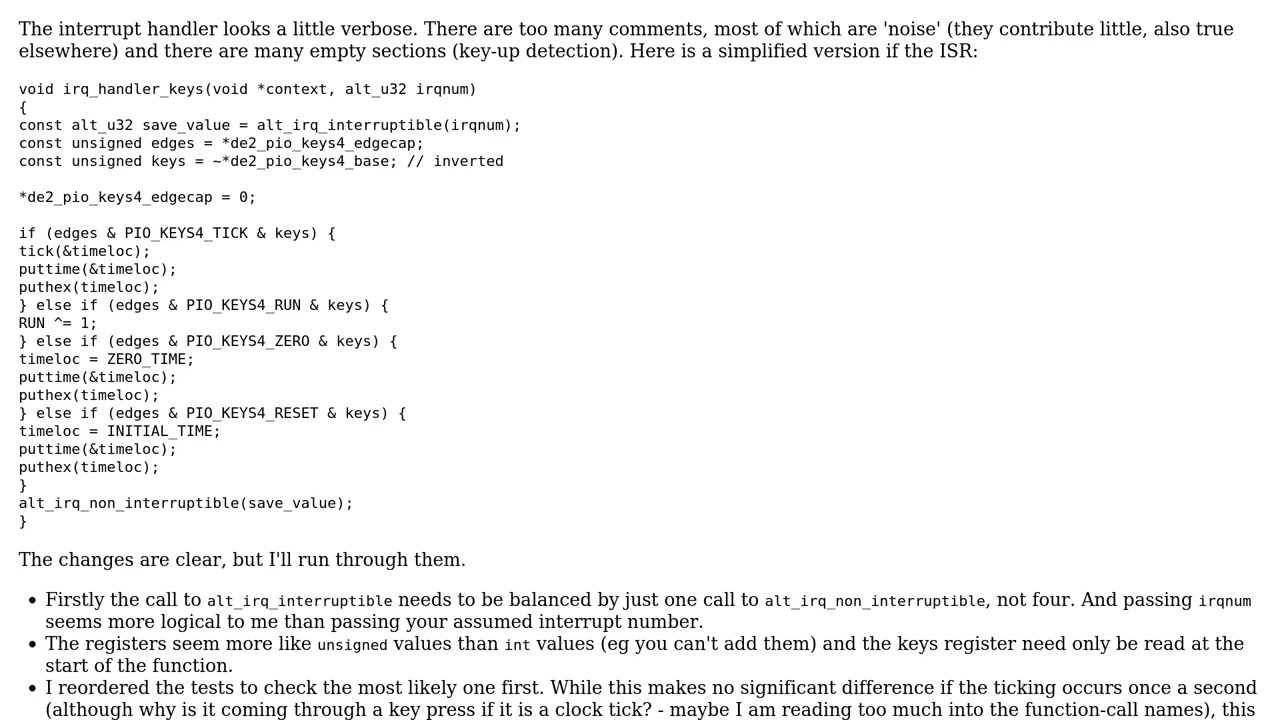 The interrupt handler looks a little verbose. There are too many comments, most of which are 'noise' (they contribute little, also true
elsewhere) and there are many empty sections (key-up detection). Here is a simplified version if the ISR:
void irq_handler_keys(void *context, alt_u32 irqnum)
{
const alt_u32 save_value = alt_irq_interruptible(irqnum);
const unsigned edges = *de2_pio_keys4_edgecap;
const unsigned keys = ~*de2_pio_keys4_base; // inverted
*de2_pio_keys4_edgecap = 0;
if (edges & PIO_KEYS4_TICK & keys) {
tick(&timeloc);
puttime(&timeloc);
puthex(timeloc);
} else if (edges & PIO_KEYS4_RUN & keys) {
RUN ^= 1;
} else if (edges & PIO_KEYS4_ZERO & keys) {
timeloc = ZERO_TIME;
puttime(&timeloc);
puthex(timeloc);
} else if (edges & PIO_KEYS4_RESET & keys) {
timeloc = INITIAL_TIME;
puttime(&timeloc);
puthex(timeloc);
}
alt_irq_non_interruptible(save_value);
}
The changes are clear, but I'll run through them.
• Firstly the call to alt_irq_interruptible needs to be balanced by just one call to alt_irq_non_interruptible, not four. And passing irqnum
seems more logical to me than passing your assumed interrupt number.
• The registers seem more like unsigned values than int values (eg you can't add them) and the keys register need only be read at the
start of the function.
• I reordered the tests to check the most likely one first. While this makes no significant difference if the ticking occurs once a second
(although why is it coming through a key press if it is a clock tick? - maybe I am reading too much into the function-call names), this